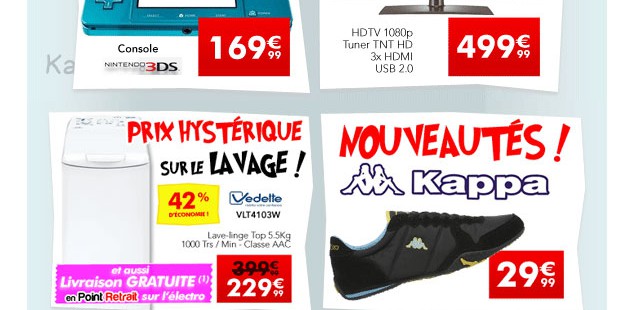 Console
NINTENDO3DS
169€99
HDTV 1080p
Tuner TNT HD
3x HDMI
USB 2.0
499€99
Ka
PRIX HYSTÉRIQUE
SUR LE LAVAGE !
42%
D'ÉCONOMIE !
Vedette
VLT4103W
Lave-linge Top 5.5Kg
1000 Trs / Min - Classe AAC
399€
229€99
et aussi
Livraison GRATUITE (1)
en Point Retrait sur l'électro
NOUVEAUTÉS !
Kappa
29€99